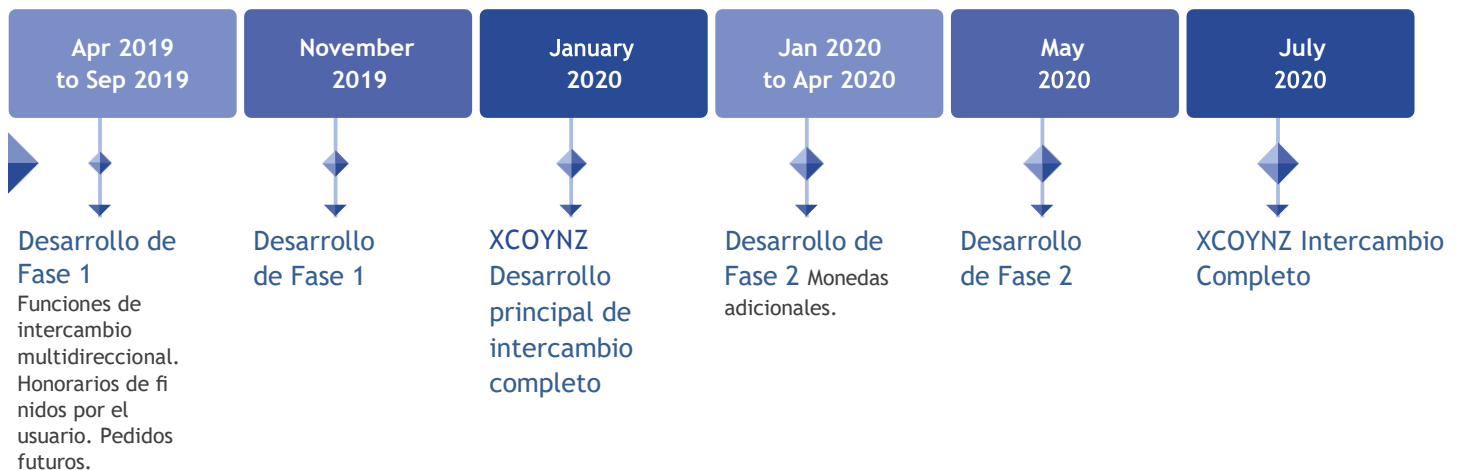 Apr 2019
to Sep 2019
November
2019
January
2020
Jan 2020
to Apr 2020
May
2020
July
2020
Desarrollo de
Fase 1
Funciones de
intercambio
multidireccional.
Honorarios de fi
nidos por el
usuario. Pedidos
futuros.
Desarrollo
de Fase 1
XCOYNZ
Desarrollo
principal de
intercambio
completo
Desarrollo de
Fase 2 Monedas
adicionales.
Desarrollo
de Fase 2
XCOYNZ Intercambio
Completo